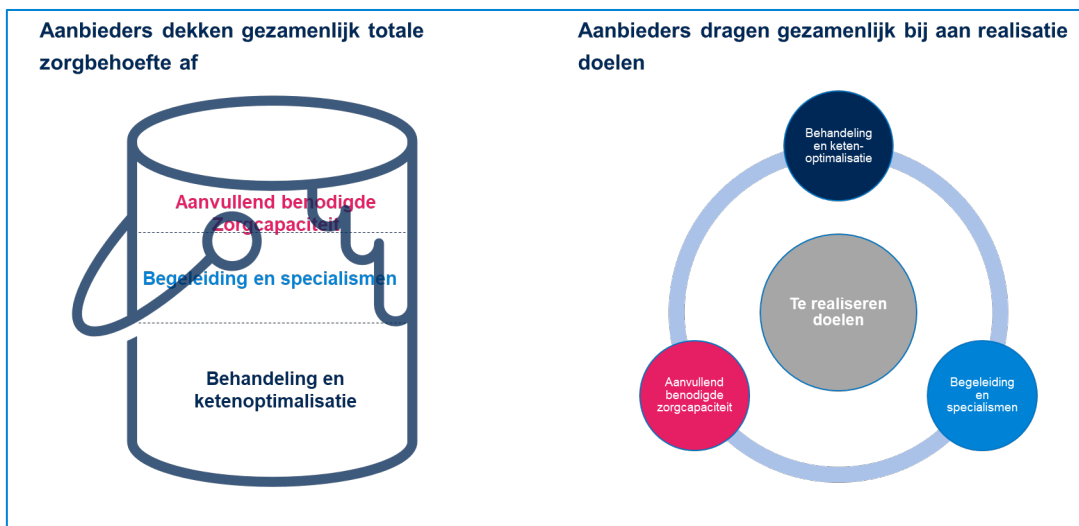 Aanbieders dekken gezamenlijk totale
zorgbehoefte af
Aanvullend benodigde
Zorgcapaciteit
Begeleiding en specialismen
Behandeling en
ketenoptimalisatie
Aanbieders dragen gezamenlijk bij aan realisatie
doelen
Behandeling
en keten-
optimalisatie
Te realiseren
doelen
Aanvullend
benodigde
zorgcapaciteit
Begeleiding
en
specialismen